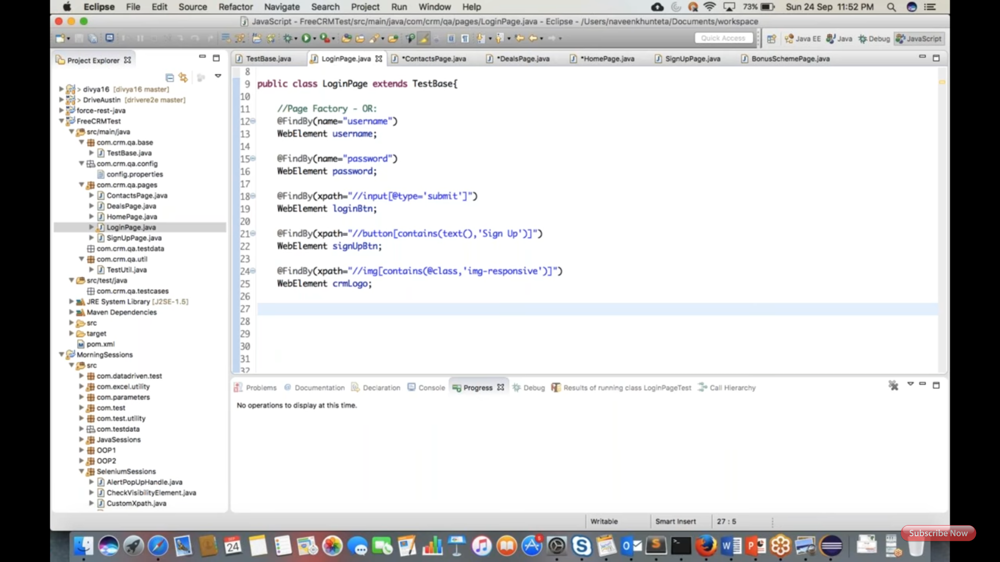 Eclipse File Edit Source Refactor Navigate Search Project Run Window Help 73% Sun 24 Sep 11:52 PM
JavaScript - FreeCRMTest/src/main/java/com/crm/qa/pages/LoginPage.java - Eclipse - /Users/naveenkhunteta/Documents/workspace
Quick Access Java EE Java Debug JavaScript
Project Explorer
> divya16 [divya16 master]
> DriveAustin [drivere2e master]
force-rest-java
FreeCRMTest
src/main/java
com.crm.qa.base
TestBase.java
com.crm.qa.config
config.properties
com.crm.qa.pages
ContactsPage.java
DealsPage.java
HomePage.java
LoginPage.java
SignUpPage.java
com.crm.qa.testdata
com.crm.qa.util
TestUtil.java
src/test/java
com.crm.qa.testcases
JRE System Library [J2SE-1.5]
Maven Dependencies
src
target
pom.xml
MorningSessions
src
com.datadriven.test
com.excel.utility
com.parameters
com.test
com.test.utility
com.testdata
JavaSessions
OOP1
OOP2
SeleniumSessions
AlertPopUpHandle.java
CheckVisibilityElement.java
CustomXpath.java
TestBase.java LoginPage.java *ContactsPage.java *DealsPage.java *HomePage.java SignUpPage.java BonusSchemePage.java
8
9 public class LoginPage extends TestBase{
10
11 //Page Factory - OR:
12 @FindBy(name="username")
13 WebElement username;
14
15 @FindBy(name="password")
16 WebElement password;
17
18 @FindBy(xpath="//input[@type='submit']")
19 WebElement loginBtn;
20
21 @FindBy(xpath="//button[contains(text(),'Sign Up')]")
22 WebElement signUpBtn;
23
24 @FindBy(xpath="//img[contains(@class,'img-responsive')]")
25 WebElement crmLogo;
26
27
28
29
30
31
32
Problems Documentation Declaration Console Progress Debug Results of running class LoginPageTest Call Hierarchy
No operations to display at this time.
Writable Smart Insert 27 : 5
Subscribe Now
SEP
24
5